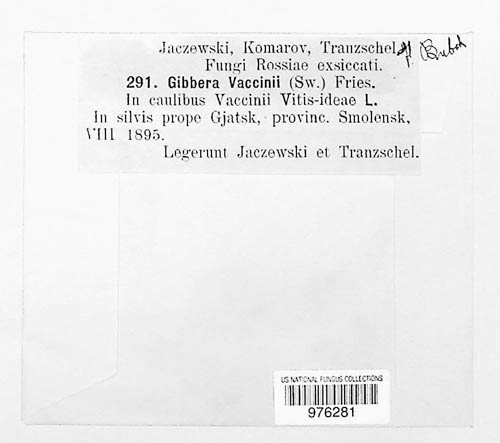 Jaczewski, Komarov, Tranzschel.
Fungi Rossiae exsiccati.
291. Gibbera Vaccinii (Sw.) Fries.
In caulibus Vaccinii Vitis-ideae L.
In silvis prope Gjatsk, provinc. Smolensk,
VIII 1895.
Legerunt Jaczewski et Tranzschel.
US NATIONAL FUNGUS COLLECTIONS
976281